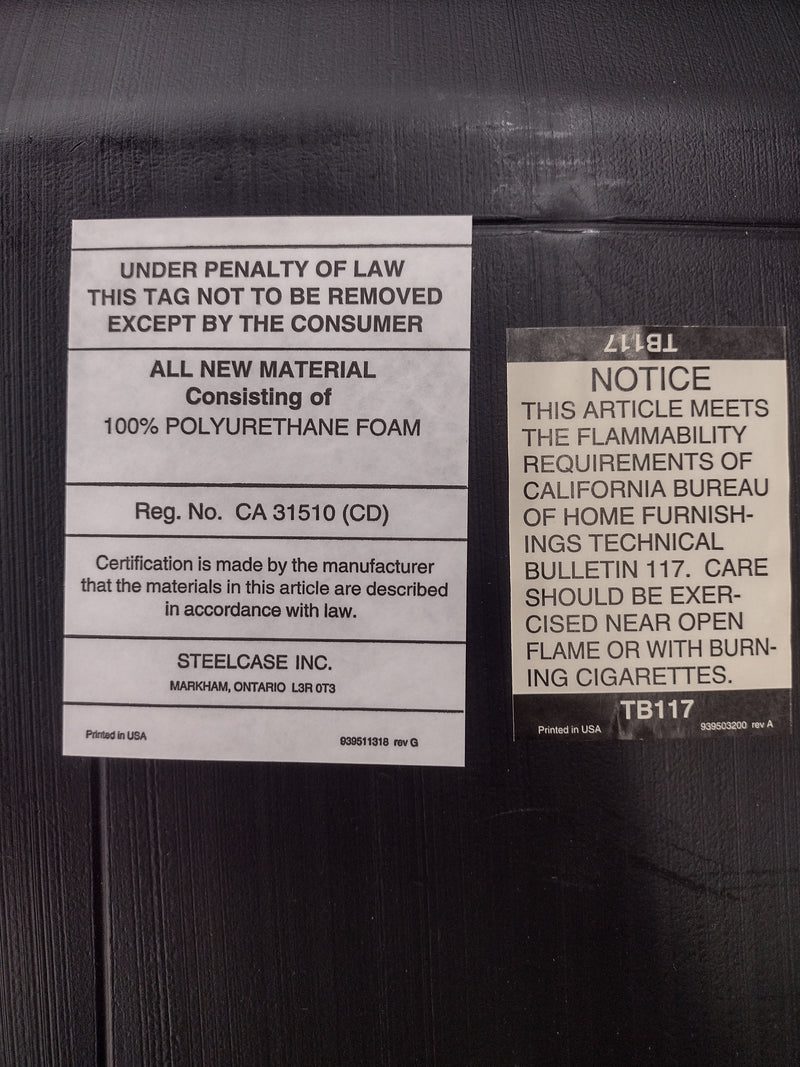 UNDER PENALTY OF LAW
THIS TAG NOT TO BE REMOVED
EXCEPT BY THE CONSUMER
ALL NEW MATERIAL
Consisting of
100% POLYURETHANE FOAM
Reg. No. CA 31510 (CD)
Certification is made by the manufacturer
that the materials in this article are described
in accordance with law.
STEELCASE INC.
MARKHAM, ONTARIO L3R 0T3
Printed in USA 939511318 rev G
TB117
NOTICE
THIS ARTICLE MEETS
THE FLAMMABILITY
REQUIREMENTS OF
CALIFORNIA BUREAU
OF HOME FURNISH-
INGS TECHNICAL
BULLETIN 117. CARE
SHOULD BE EXER-
CISED NEAR OPEN
FLAME OR WITH BURN-
ING CIGARETTES.
TB117
Printed in USA 939503200 rev A